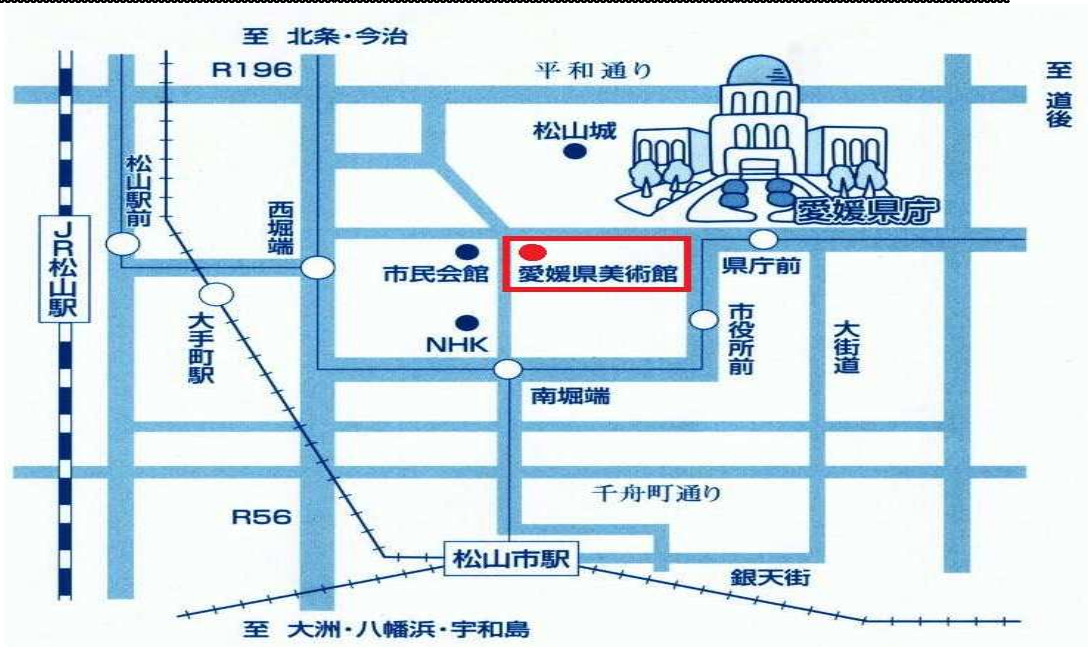 至 北条・今治
R196
平和通り
至 道後
松山城
松山駅前
西堀端
愛媛県庁
JR松山駅
市民会館
愛媛県美術館
県庁前
大手町駅
NHK
市役所前
大街道
南堀端
千舟町通り
R56
松山市駅
銀天街
至 大洲・八幡浜・宇和島